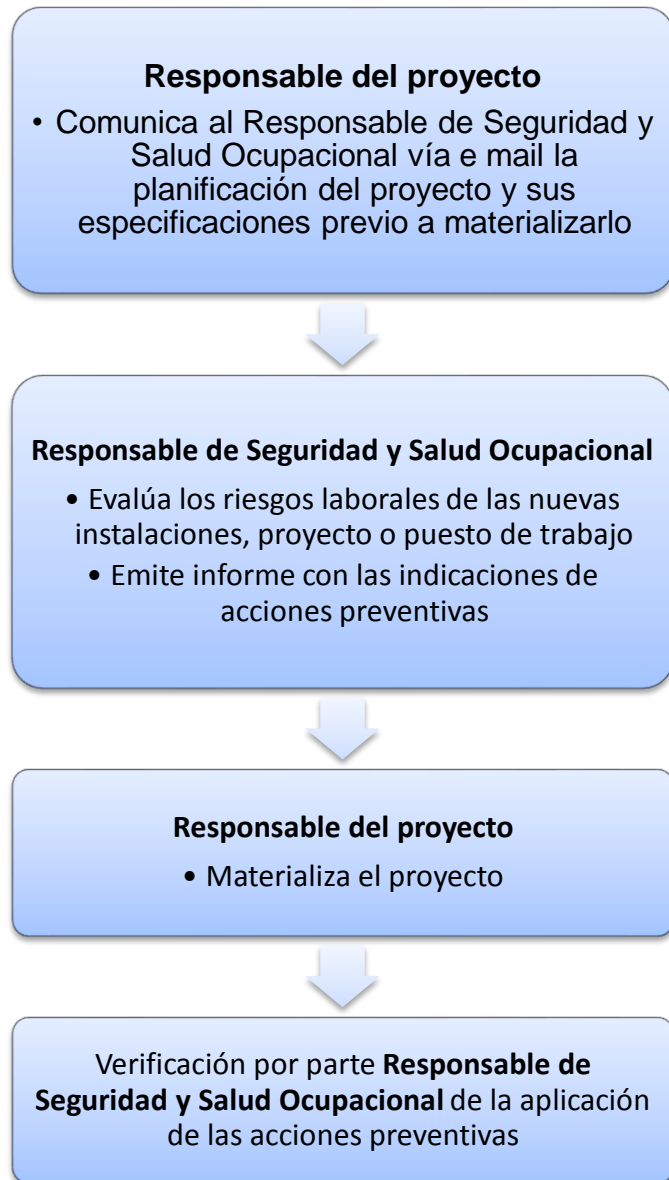 Responsable del proyecto
• Comunica al Responsable de Seguridad y
Salud Ocupacional vía e mail la
planificación del proyecto y sus
especificaciones previo a materializarlo
Responsable de Seguridad y Salud Ocupacional
• Evalúa los riesgos laborales de las nuevas
instalaciones, proyecto o puesto de trabajo
• Emite informe con las indicaciones de
acciones preventivas
Responsable del proyecto
• Materializa el proyecto
Verificación por parte Responsable de
Seguridad y Salud Ocupacional de la aplicación
de las acciones preventivas